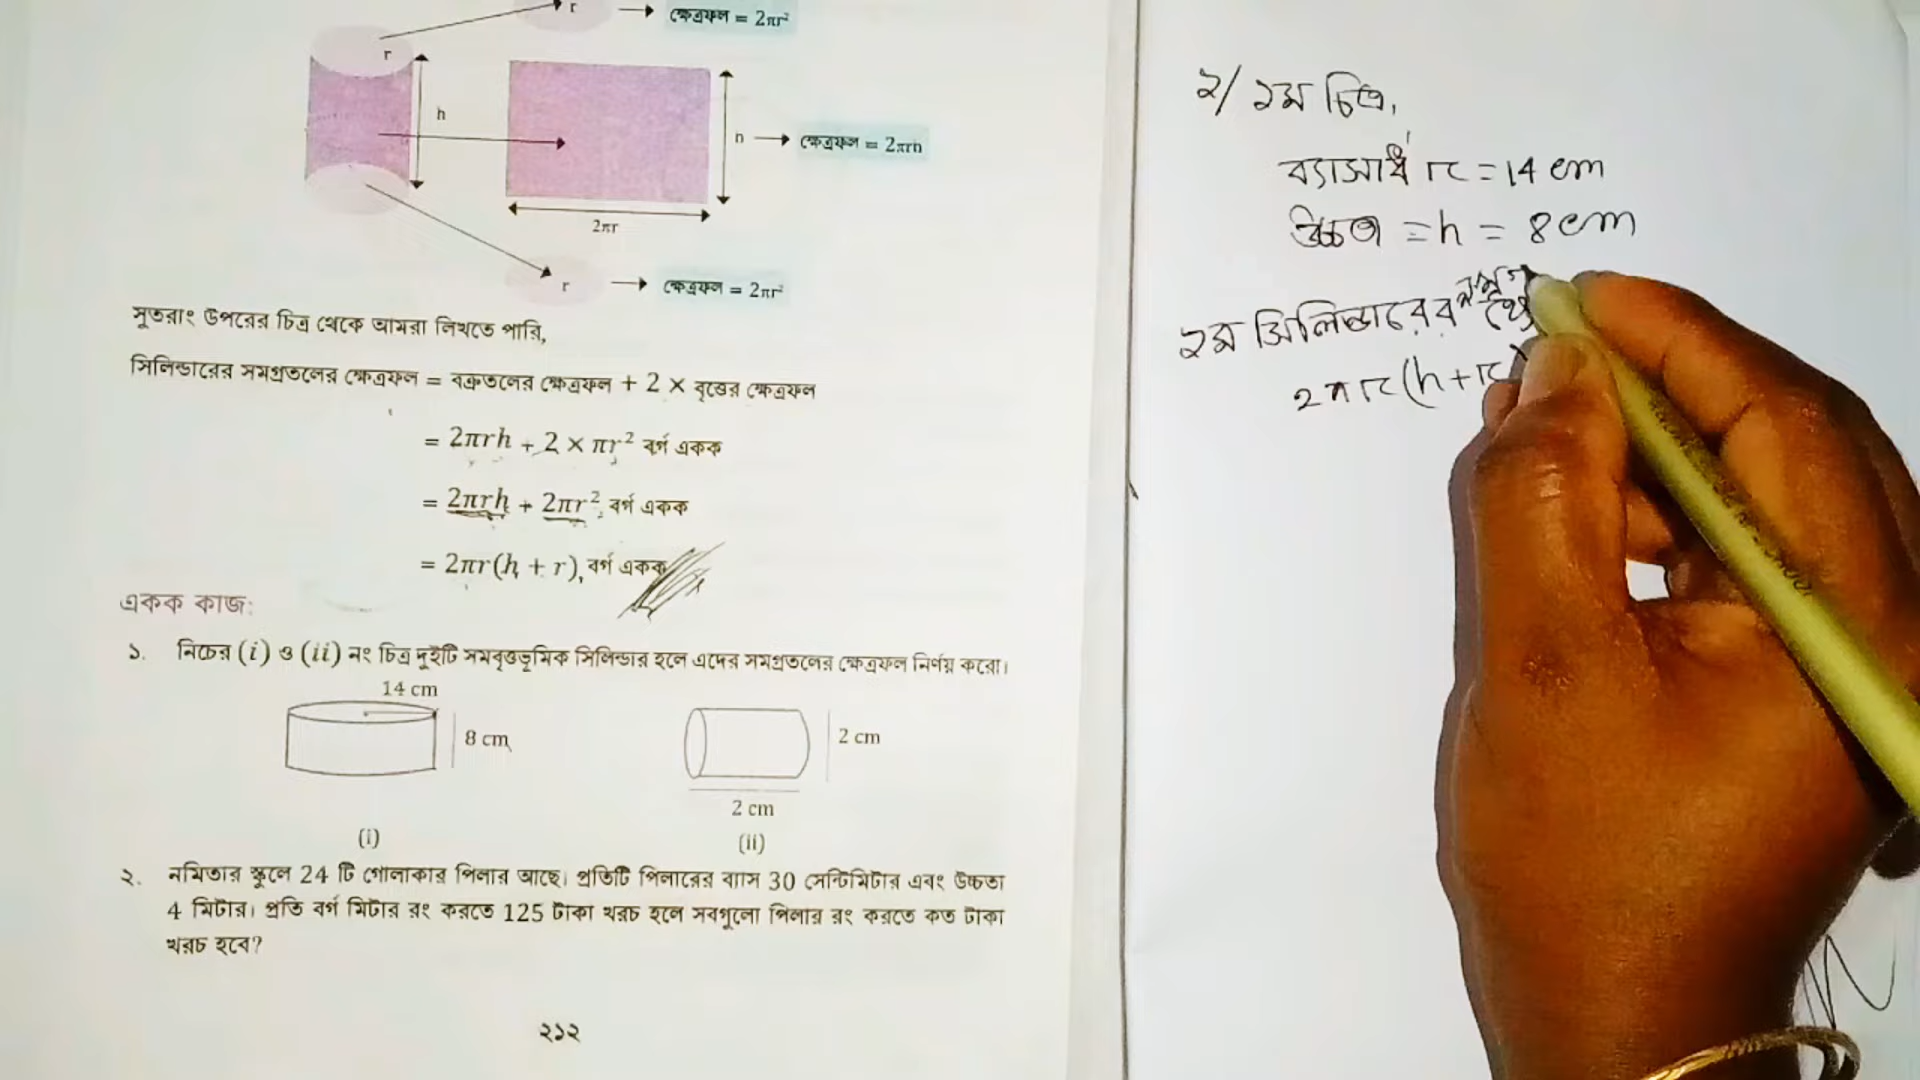 r → ক্ষেত্রফল = 2πr²
r
h
h → ক্ষেত্রফল = 2πrh
2πr
r → ক্ষেত্রফল = 2πr²
সুতরাং উপরের চিত্র থেকে আমরা লিখতে পারি,
সিলিন্ডারের সমগ্রতলের ক্ষেত্রফল = বক্রতলের ক্ষেত্রফল + 2 × বৃত্তের ক্ষেত্রফল
= 2πrh + 2 × πr² বর্গ একক
= 2πrh + 2πr² বর্গ একক
= 2πr(h + r) বর্গ একক
একক কাজ:
১. নিচের (i) ও (ii) নং চিত্র দুইটি সমবৃত্তভূমিক সিলিন্ডার হলে এদের সমগ্রতলের ক্ষেত্রফল নির্ণয় করো।
14 cm
8 cm
2 cm
2 cm
(i)
(ii)
২. নমিতার স্কুলে 24 টি গোলাকার পিলার আছে। প্রতিটি পিলারের ব্যাস 30 সেন্টিমিটার এবং উচ্চতা
4 মিটার। প্রতি বর্গ মিটার রং করতে 125 টাকা খরচ হলে সবগুলো পিলার রং করতে কত টাকা
খরচ হবে?
২১২
১/ ১ম চিত্র,
ব্যাসার্ধ r = 14 cm
উচ্চতা = h = 8 cm
১ম সিলিন্ডারের
2πr(h+r)